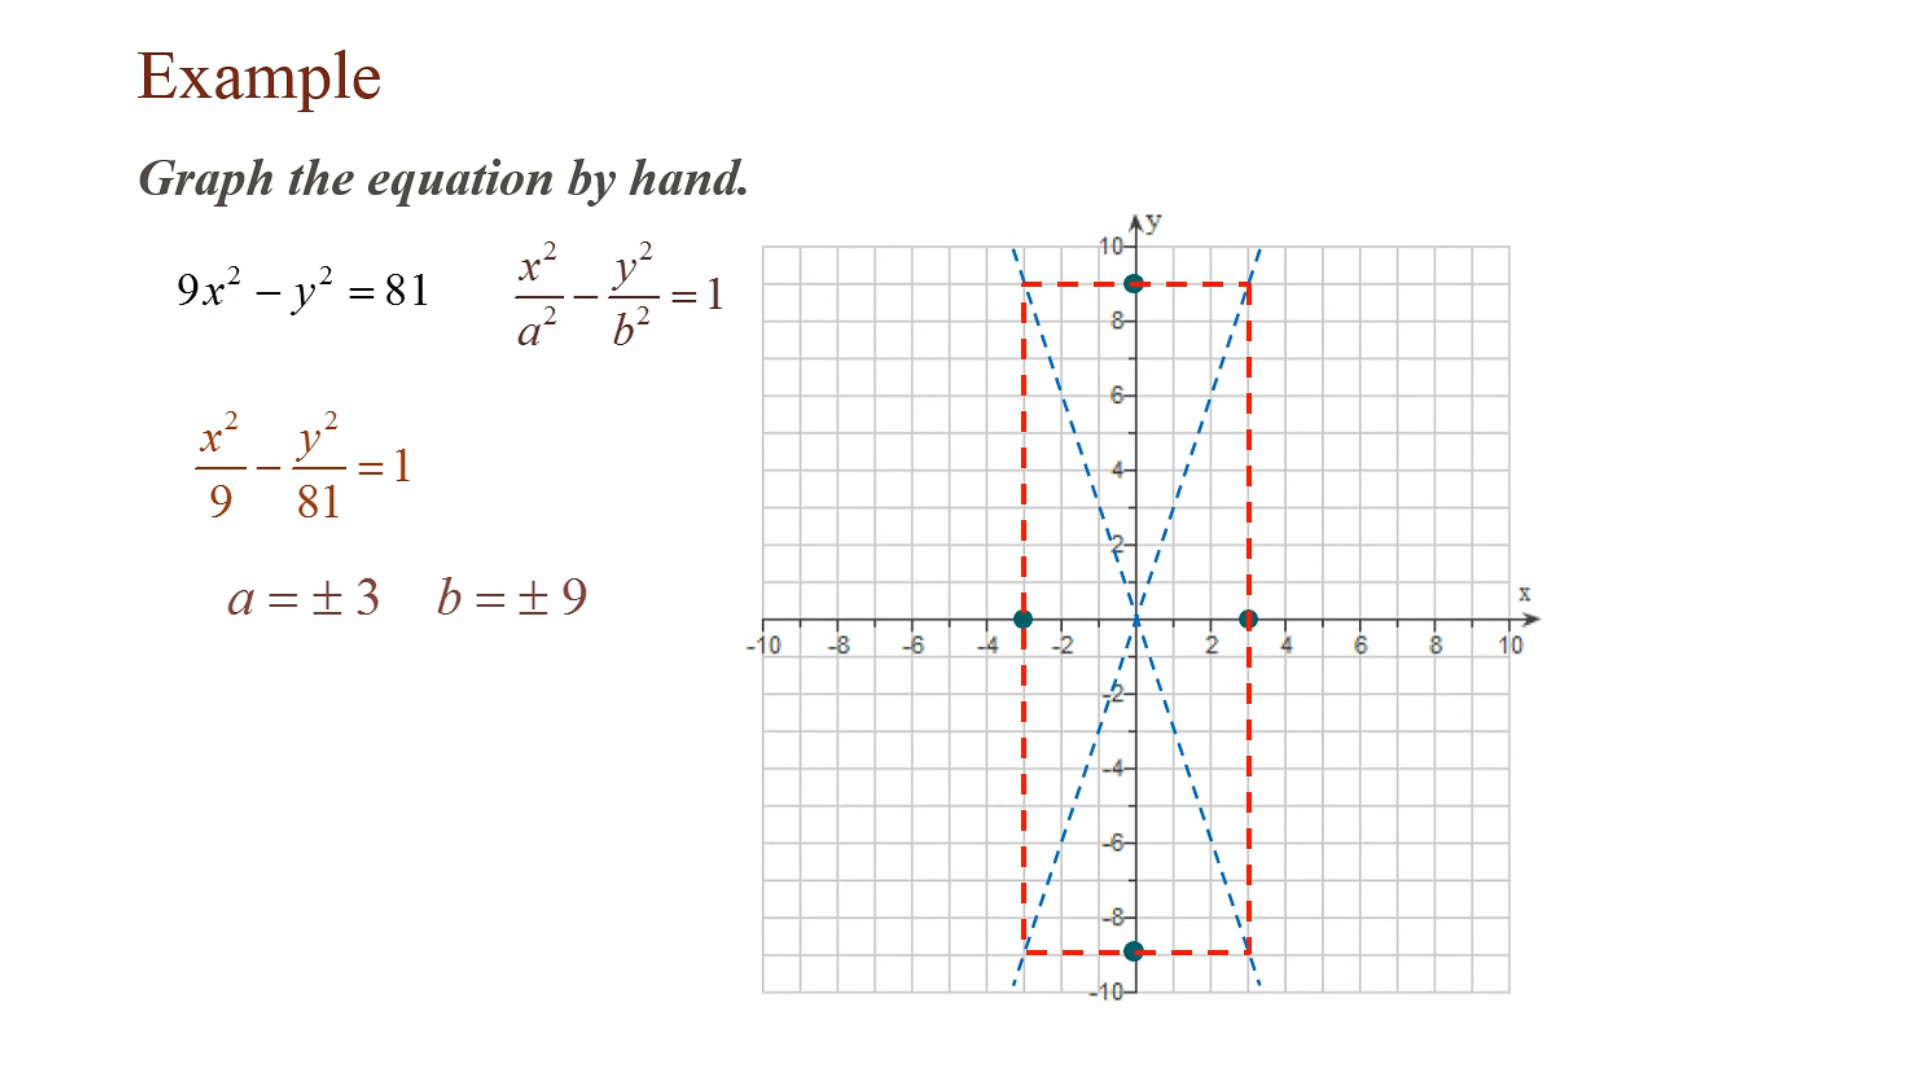 Example
Graph the equation by hand.
9x² − y² = 81
x²/a² − y²/b² = 1
x²/9 − y²/81 = 1
a = ± 3 b = ± 9
y
10
8
6
4
2
x
-10 -8 -6 -4 -2 2 4 6 8 10
-2
-4
-6
-8
-10